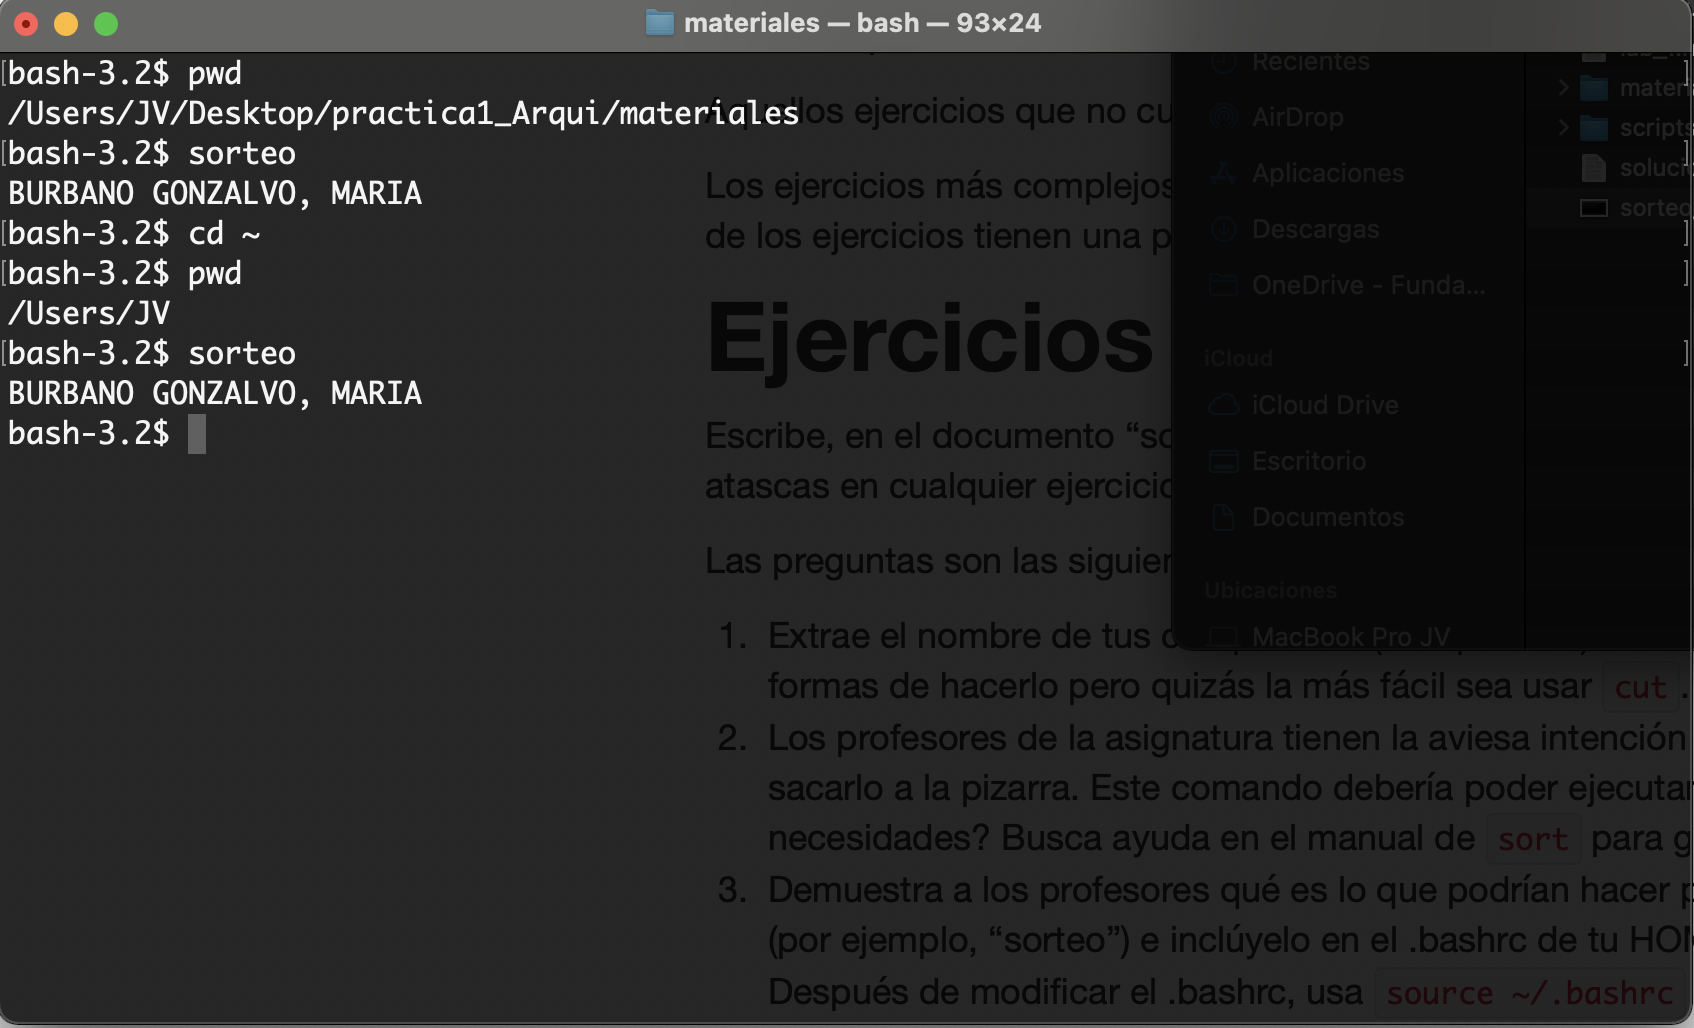 materiales — bash — 93×24
bash-3.2$ pwd
/Users/JV/Desktop/practica1_Arqui/materiales
bash-3.2$ sorteo
BURBANO GONZALVO, MARIA
bash-3.2$ cd ~
bash-3.2$ pwd
/Users/JV
bash-3.2$ sorteo
BURBANO GONZALVO, MARIA
bash-3.2$
ejercicios que no cu
Los ejercicios más complejos
de los ejercicios tienen una p
Ejercicios
Escribe, en el documento “so
atascas en cualquier ejercicio
Las preguntas son las siguien
1. Extrae el nombre de tus
formas de hacerlo pero quizás la más fácil sea usar cut.
2. Los profesores de la asignatura tienen la aviesa intención
sacarlo a la pizarra. Este comando debería poder ejecutar
necesidades? Busca ayuda en el manual de sort para g
3. Demuestra a los profesores qué es lo que podrían hacer p
(por ejemplo, “sorteo”) e inclúyelo en el .bashrc de tu HOM
Después de modificar el .bashrc, usa source ~/.bashrc
Recientes
AirDrop
Aplicaciones
Descargas
OneDrive - Funda...
iCloud
iCloud Drive
Escritorio
Documentos
Ubicaciones
MacBook Pro JV
materi
scripts
soluci
sorteo